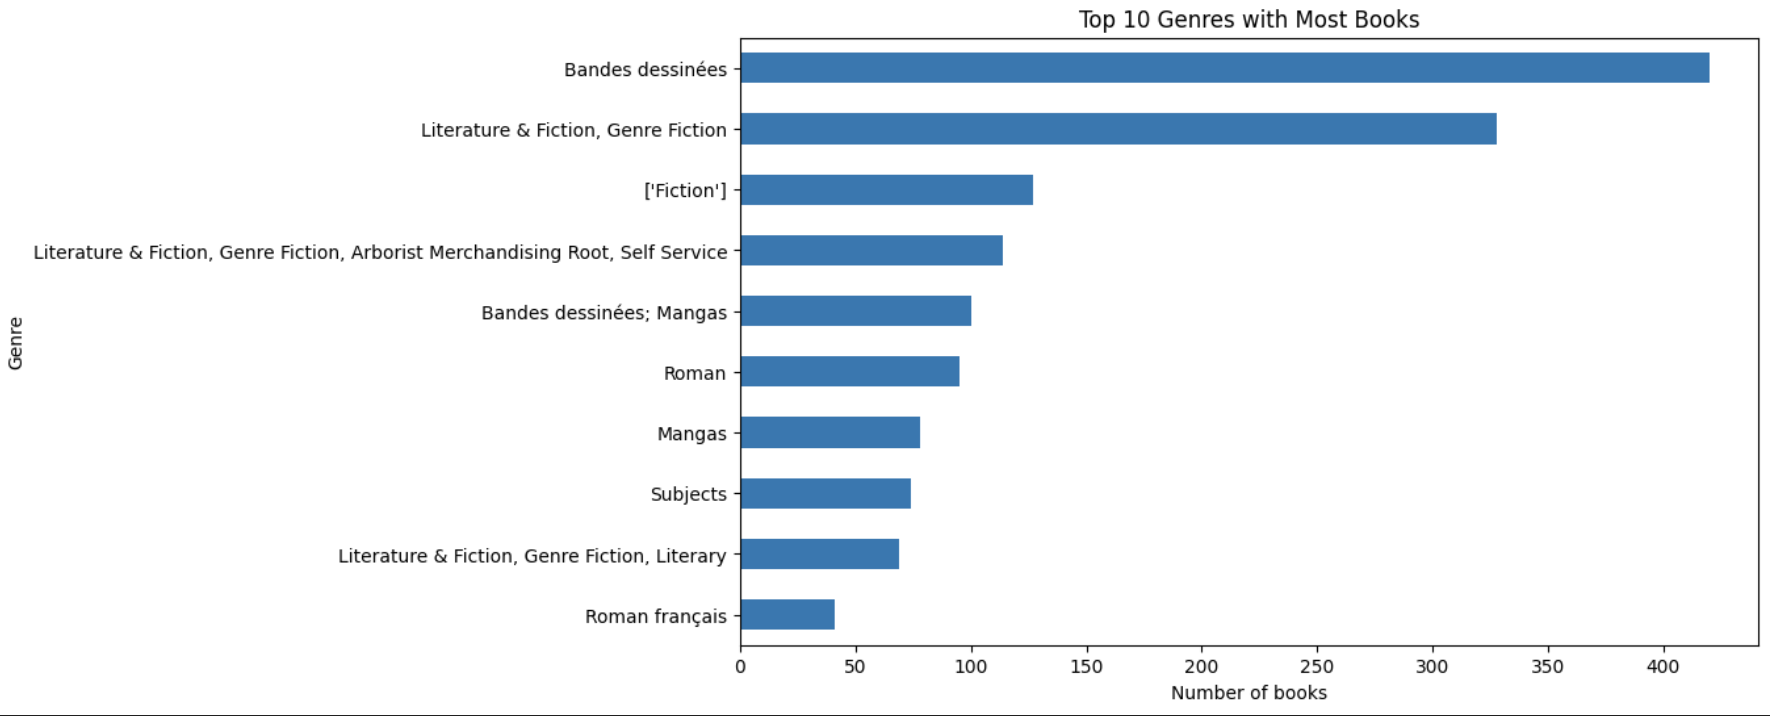 Top 10 Genres with Most Books
Bandes dessinées
Literature & Fiction, Genre Fiction
['Fiction']
Literature & Fiction, Genre Fiction, Arborist Merchandising Root, Self Service
Bandes dessinées; Mangas
Roman
Mangas
Subjects
Literature & Fiction, Genre Fiction, Literary
Roman français
Genre
0 50 100 150 200 250 300 350 400
Number of books